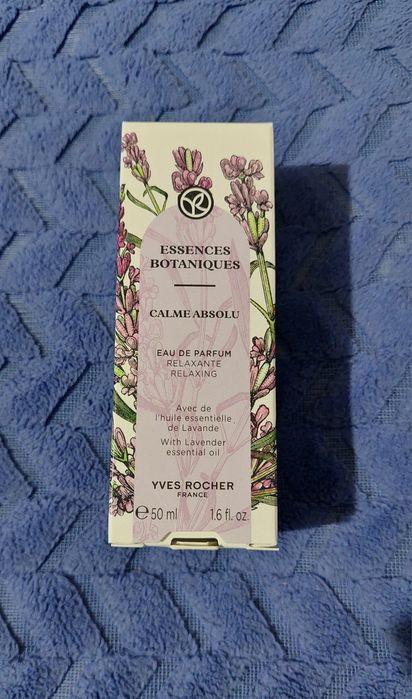 ESSENCES
BOTANIQUES
CALME ABSOLU
EAU DE PARFUM
RELAXANTE
RELAXING
Avec de
l'huile essentielle
de Lavande
With Lavender
essential oil
YVES ROCHER
FRANCE
℮ 50 ml 1.6 fl. oz.